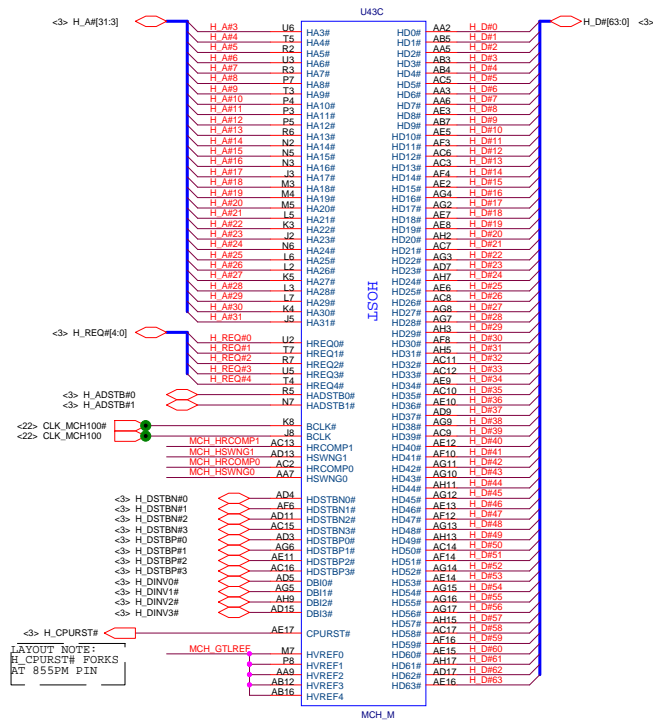 U43C
<3> H_A#[31:3]
H_D#[63:0] <3>
H_A#3 U6 HA3#
H_A#4 T5 HA4#
H_A#5 R2 HA5#
H_A#6 U3 HA6#
H_A#7 R3 HA7#
H_A#8 P7 HA8#
H_A#9 T3 HA9#
H_A#10 P4 HA10#
H_A#11 P3 HA11#
H_A#12 P5 HA12#
H_A#13 R6 HA13#
H_A#14 N2 HA14#
H_A#15 N5 HA15#
H_A#16 N3 HA16#
H_A#17 J3 HA17#
H_A#18 M3 HA18#
H_A#19 M4 HA19#
H_A#20 M5 HA20#
H_A#21 L5 HA21#
H_A#22 K3 HA22#
H_A#23 J2 HA23#
H_A#24 N6 HA24#
H_A#25 L6 HA25#
H_A#26 L2 HA26#
H_A#27 K5 HA27#
H_A#28 L3 HA28#
H_A#29 L7 HA29#
H_A#30 K4 HA30#
H_A#31 J5 HA31#
<3> H_REQ#[4:0]
H_REQ#0 U2 HREQ0#
H_REQ#1 T7 HREQ1#
H_REQ#2 R7 HREQ2#
H_REQ#3 U5 HREQ3#
H_REQ#4 T4 HREQ4#
<3> H_ADSTB#0 R5 HADSTB0#
<3> H_ADSTB#1 N7 HADSTB1#
<22> CLK_MCH100# K8 BCLK#
<22> CLK_MCH100 J8 BCLK
MCH_HRCOMP1 AC13 HRCOMP1
MCH_HSWNG1 AD13 HSWNG1
MCH_HRCOMP0 AC2 HRCOMP0
MCH_HSWNG0 AA7 HSWNG0
<3> H_DSTBN#0 AD4 HDSTBN0#
<3> H_DSTBN#1 AF6 HDSTBN1#
<3> H_DSTBN#2 AD11 HDSTBN2#
<3> H_DSTBN#3 AC15 HDSTBN3#
<3> H_DSTBP#0 AD3 HDSTBP0#
<3> H_DSTBP#1 AG6 HDSTBP1#
<3> H_DSTBP#2 AE11 HDSTBP2#
<3> H_DSTBP#3 AC16 HDSTBP3#
<3> H_DINV0# AD5 DBI0#
<3> H_DINV1# AG5 DBI1#
<3> H_DINV2# AH9 DBI2#
<3> H_DINV3# AD15 DBI3#
<3> H_CPURST# AE17 CPURST#
MCH_GTLREF M7 HVREF0
P8 HVREF1
AA9 HVREF2
AB12 HVREF3
AB16 HVREF4
LAYOUT NOTE:
H_CPURST# FORKS
AT 855PM PIN
HOST
HD0# AA2 H_D#0
HD1# AB5 H_D#1
HD2# AA5 H_D#2
HD3# AB3 H_D#3
HD4# AB4 H_D#4
HD5# AC5 H_D#5
HD6# AA3 H_D#6
HD7# AA6 H_D#7
HD8# AE3 H_D#8
HD9# AB7 H_D#9
HD10# AE5 H_D#10
HD11# AF3 H_D#11
HD12# AC6 H_D#12
HD13# AC3 H_D#13
HD14# AF4 H_D#14
HD15# AE2 H_D#15
HD16# AG4 H_D#16
HD17# AG2 H_D#17
HD18# AE7 H_D#18
HD19# AE8 H_D#19
HD20# AH2 H_D#20
HD21# AC7 H_D#21
HD22# AG3 H_D#22
HD23# AD7 H_D#23
HD24# AH7 H_D#24
HD25# AE6 H_D#25
HD26# AC8 H_D#26
HD27# AG8 H_D#27
HD28# AG7 H_D#28
HD29# AH3 H_D#29
HD30# AF8 H_D#30
HD31# AH5 H_D#31
HD32# AC11 H_D#32
HD33# AC12 H_D#33
HD34# AE9 H_D#34
HD35# AC10 H_D#35
HD36# AE10 H_D#36
HD37# AD9 H_D#37
HD38# AG9 H_D#38
HD39# AC9 H_D#39
HD40# AE12 H_D#40
HD41# AF10 H_D#41
HD42# AG11 H_D#42
HD43# AG10 H_D#43
HD44# AH11 H_D#44
HD45# AG12 H_D#45
HD46# AE13 H_D#46
HD47# AF12 H_D#47
HD48# AG13 H_D#48
HD49# AH13 H_D#49
HD50# AC14 H_D#50
HD51# AF14 H_D#51
HD52# AG14 H_D#52
HD53# AE14 H_D#53
HD54# AG15 H_D#54
HD55# AG16 H_D#55
HD56# AG17 H_D#56
HD57# AH15 H_D#57
HD58# AC17 H_D#58
HD59# AF16 H_D#59
HD60# AE15 H_D#60
HD61# AH17 H_D#61
HD62# AD17 H_D#62
HD63# AE16 H_D#63
MCH_M